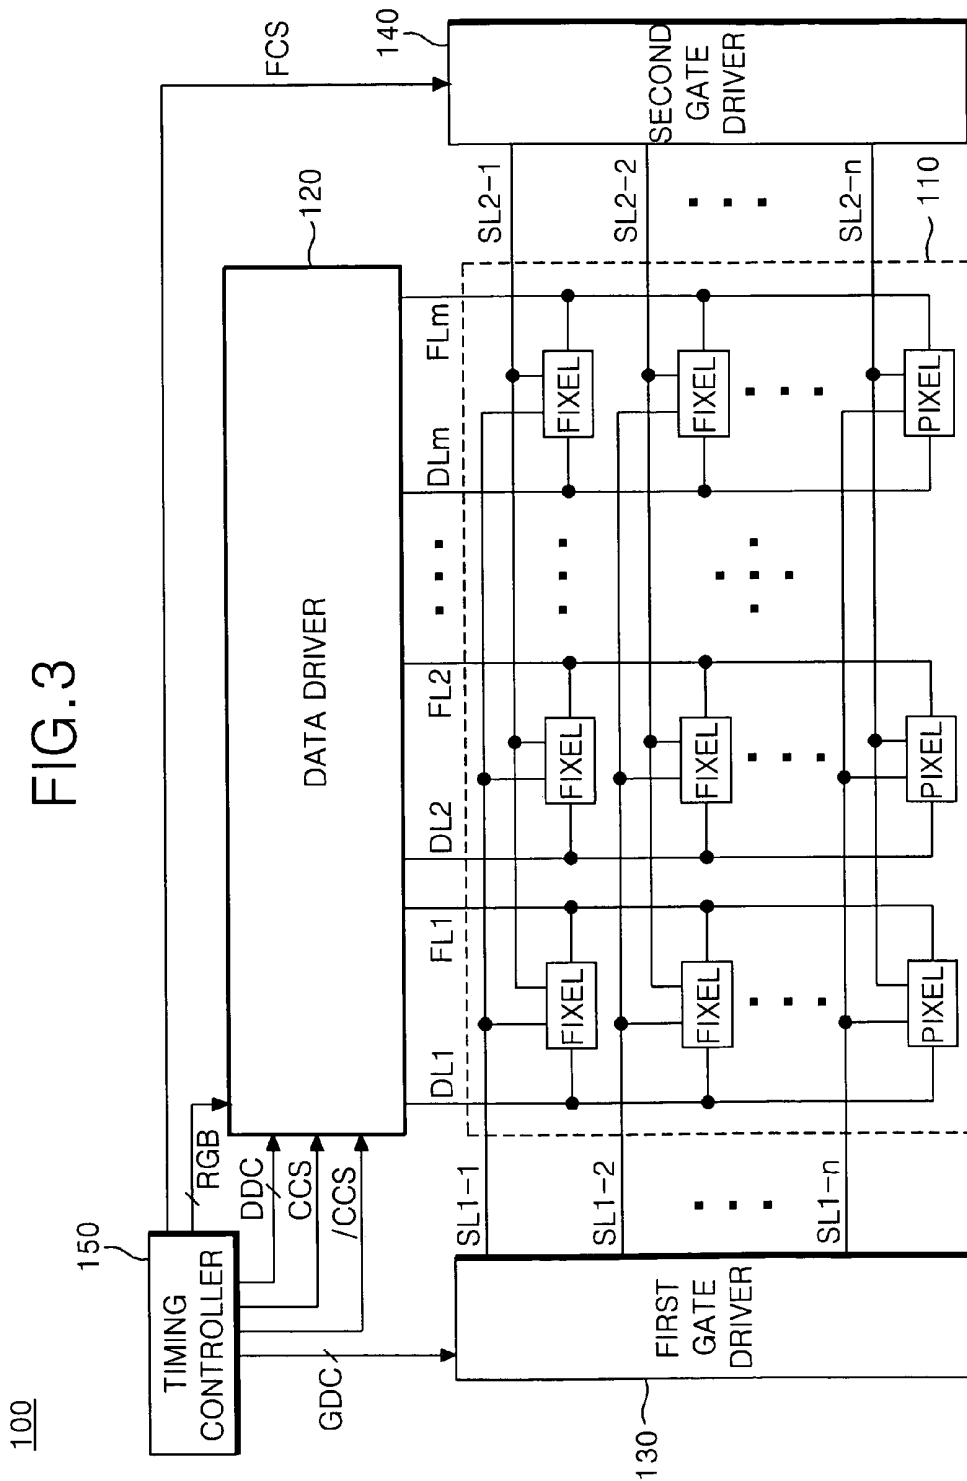 FIG.3
100
150
TIMING
CONTROLLER
RGB
DDC
CCS
/CCS
GDC
FCS
120
DATA DRIVER
140
SECOND
GATE
DRIVER
130
FIRST
GATE
DRIVER
110
DL1
FL1
DL2
FL2
DLm
FLm
SL1-1
SL2-1
FIXEL
FIXEL
FIXEL
SL1-2
SL2-2
FIXEL
FIXEL
FIXEL
SL1-n
SL2-n
PIXEL
PIXEL
PIXEL